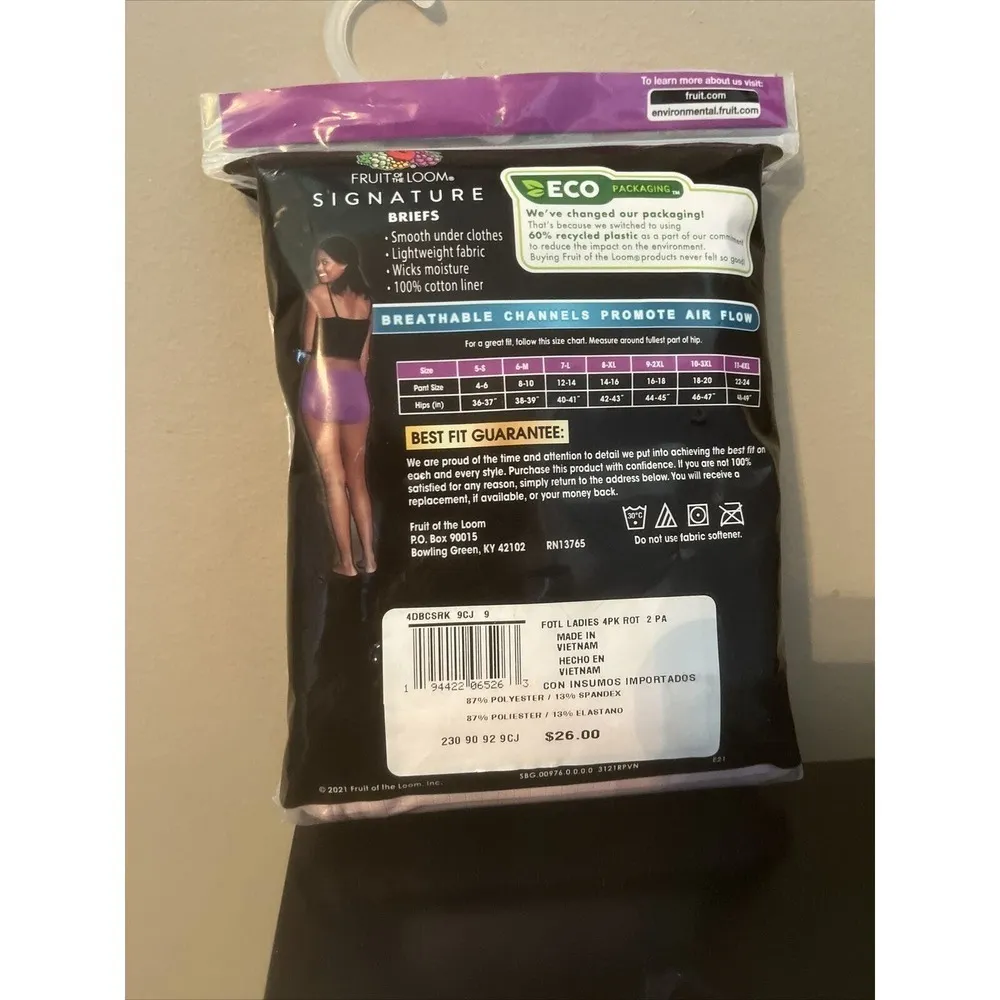 To learn more about us visit:
fruit.com
environmental.fruit.com
FRUIT OF THE LOOM®
SIGNATURE
BRIEFS
• Smooth under clothes
• Lightweight fabric
• Wicks moisture
• 100% cotton liner
ECO PACKAGING™
We've changed our packaging!
That's because we switched to using
60% recycled plastic as a part of our commitment
to reduce the impact on the environment.
Buying Fruit of the Loom® products never felt so good!
BREATHABLE CHANNELS PROMOTE AIR FLOW
For a great fit, follow this size chart. Measure around fullest part of hip.
Size 5-S 6-M 7-L 8-XL 9-2XL 10-3XL 11-4XL
Pant Size 4-6 8-10 12-14 14-16 16-18 18-20 22-24
Hips (in) 36-37" 38-39" 40-41" 42-43" 44-45" 46-47" 48-49"
BEST FIT GUARANTEE:
We are proud of the time and attention to detail we put into achieving the best fit on
each and every style. Purchase this product with confidence. If you are not 100%
satisfied for any reason, simply return to the address below. You will receive a
replacement, if available, or your money back.
Fruit of the Loom
P.O. Box 90015
Bowling Green, KY 42102 RN13765
30°C
Do not use fabric softener.
4DBCSRK 9CJ 9
FOTL LADIES 4PK ROT 2 PA
MADE IN
VIETNAM
HECHO EN
VIETNAM
1 94422 06526 3
CON INSUMOS IMPORTADOS
87% POLYESTER / 13% SPANDEX
87% POLIESTER / 13% ELASTANO
230 90 92 9CJ $26.00
© 2021 Fruit of the Loom, Inc.
SBG.00976.0.0.0.0 3121RPVN
E21